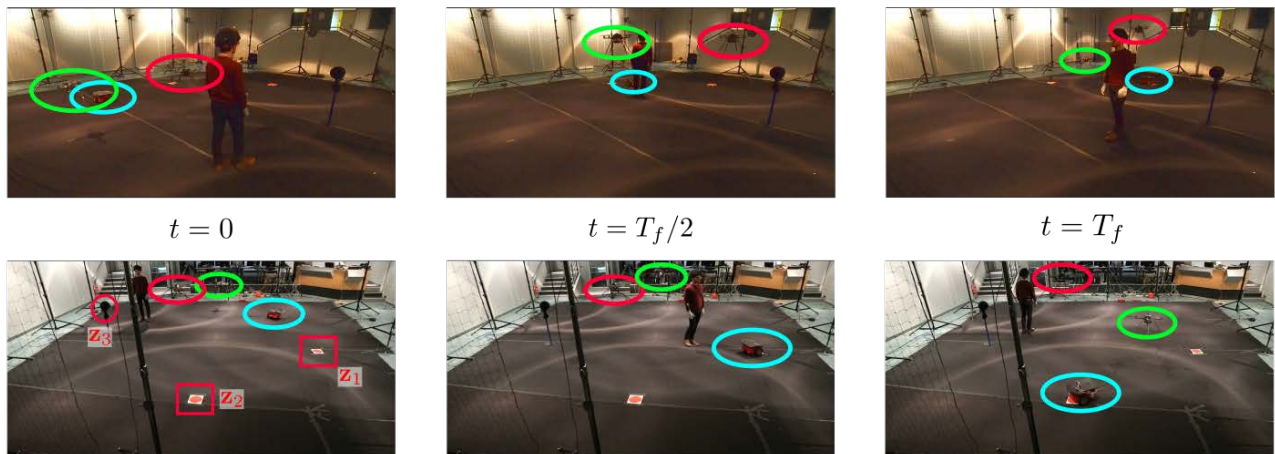 t = 0
t = T_f/2
t = T_f
z_3
z_1
z_2